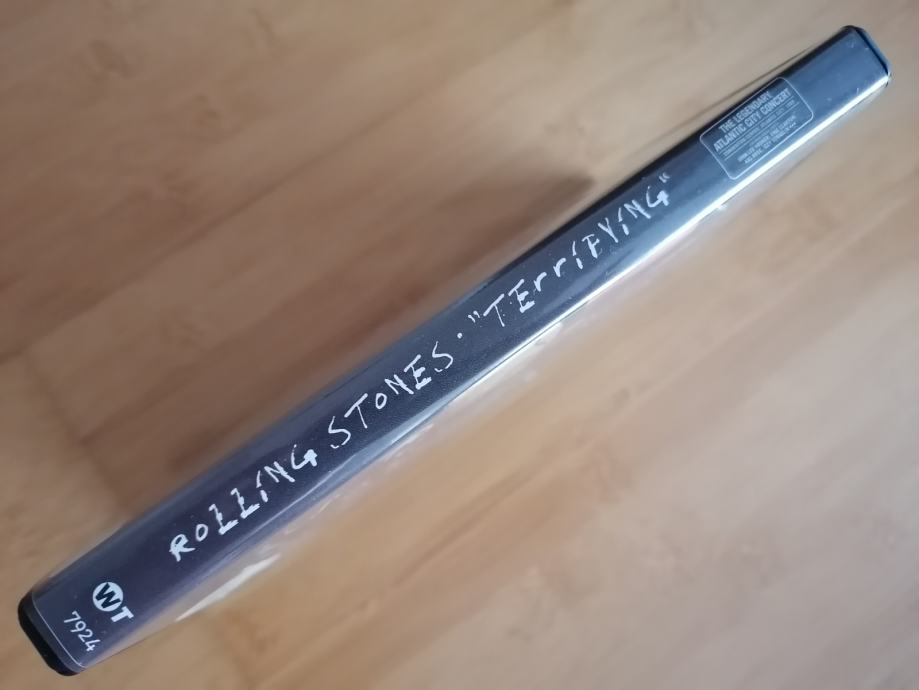 ROLLING STONES · "TErriFYING"
THE LEGENDARY
ATLANTIC CITY CONCERT
WT
7924